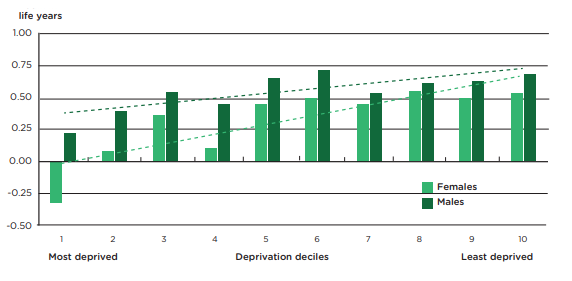 life years
1.00
0.75
0.50
0.25
0.00
-0.25
-0.50
Females
Males
1 2 3 4 5 6 7 8 9 10
Most deprived Deprivation deciles Least deprived